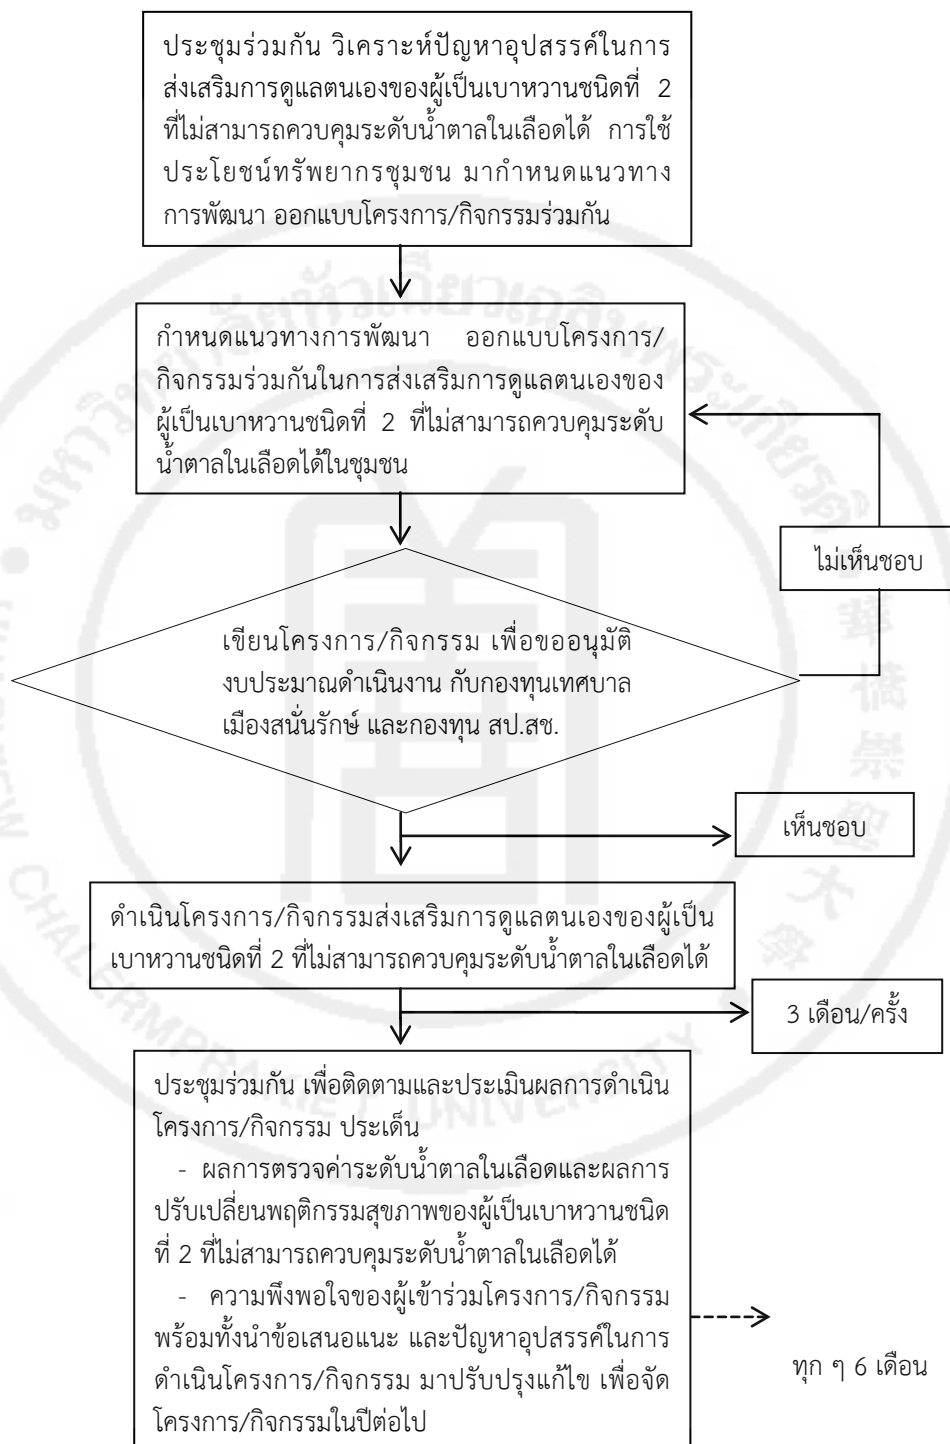 ประชุมร่วมกัน วิเคราะห์ปัญหาอุปสรรค์ในการ
ส่งเสริมการดูแลตนเองของผู้เป็นเบาหวานชนิดที่ 2
ที่ไม่สามารถควบคุมระดับน้ำตาลในเลือดได้ การใช้
ประโยชน์ทรัพยากรชุมชน มากำหนดแนวทาง
การพัฒนา ออกแบบโครงการ/กิจกรรมร่วมกัน
กำหนดแนวทางการพัฒนา ออกแบบโครงการ/
กิจกรรมร่วมกันในการส่งเสริมการดูแลตนเองของ
ผู้เป็นเบาหวานชนิดที่ 2 ที่ไม่สามารถควบคุมระดับ
น้ำตาลในเลือดได้ในชุมชน
ไม่เห็นชอบ
เขียนโครงการ/กิจกรรม เพื่อขออนุมัติ
งบประมาณดำเนินงาน กับกองทุนเทศบาล
เมืองสนั่นรักษ์ และกองทุน สป.สช.
เห็นชอบ
ดำเนินโครงการ/กิจกรรมส่งเสริมการดูแลตนเองของผู้เป็น
เบาหวานชนิดที่ 2 ที่ไม่สามารถควบคุมระดับน้ำตาลในเลือดได้
3 เดือน/ครั้ง
ประชุมร่วมกัน เพื่อติดตามและประเมินผลการดำเนิน
โครงการ/กิจกรรม ประเด็น
- ผลการตรวจค่าระดับน้ำตาลในเลือดและผลการ
ปรับเปลี่ยนพฤติกรรมสุขภาพของผู้เป็นเบาหวานชนิด
ที่ 2 ที่ไม่สามารถควบคุมระดับน้ำตาลในเลือดได้
- ความพึงพอใจของผู้เข้าร่วมโครงการ/กิจกรรม
พร้อมทั้งนำข้อเสนอแนะ และปัญหาอุปสรรค์ในการ
ดำเนินโครงการ/กิจกรรม มาปรับปรุงแก้ไข เพื่อจัด
โครงการ/กิจกรรมในปีต่อไป
ทุก ๆ 6 เดือน